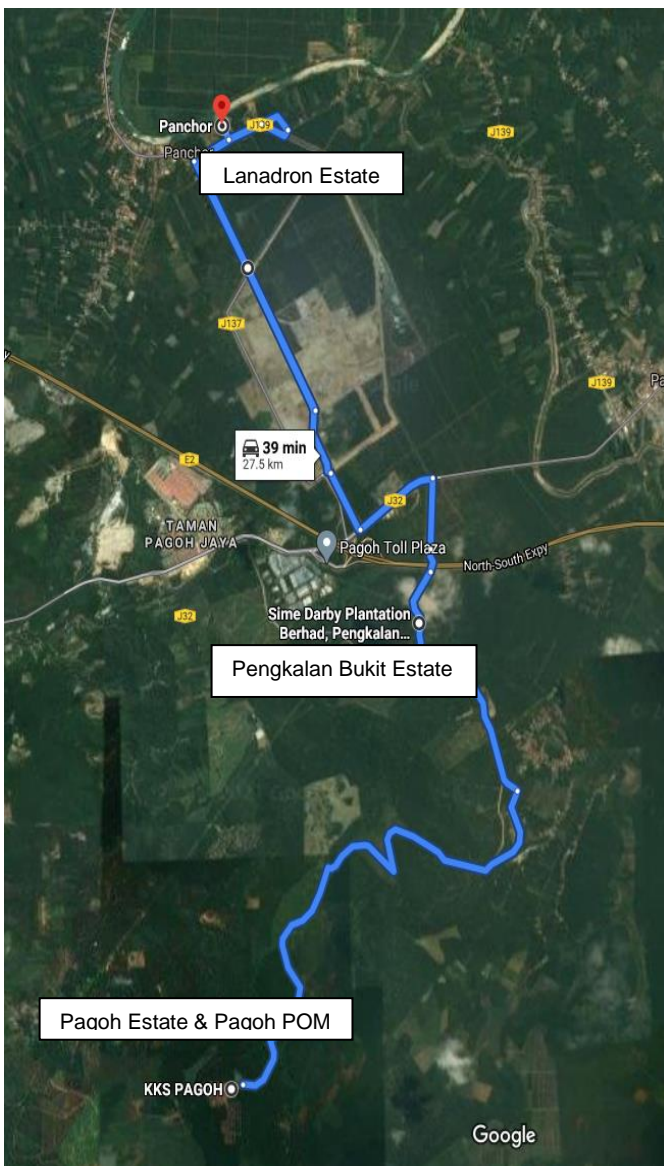 Panchor
J139
J139
Panchor
Lanadron Estate
J137
J139
Pa
39 min
27.5 km
E2
J32
TAMAN
PAGOH JAYA
Pagoh Toll Plaza
North-South Expy
J32
Sime Darby Plantation
Berhad, Pengkalan...
Pengkalan Bukit Estate
Pagoh Estate & Pagoh POM
KKS PAGOH
Google